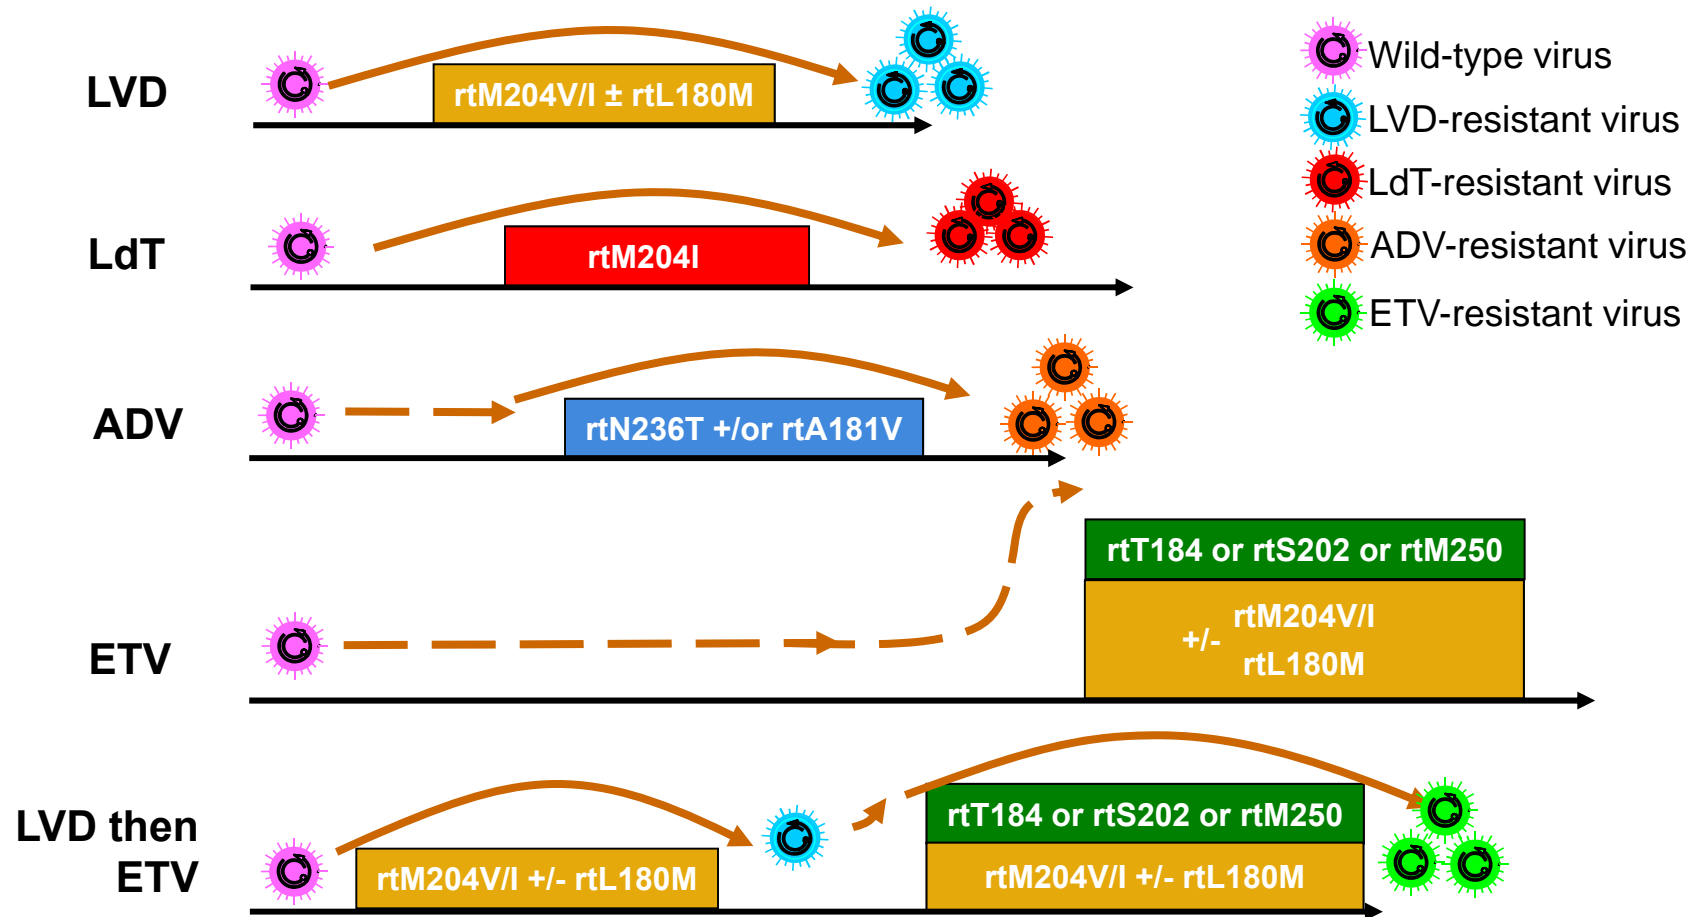 LVD
rtM204V/I ± rtL180M
LdT
rtM204I
ADV
rtN236T +/or rtA181V
ETV
rtT184 or rtS202 or rtM250
rtM204V/I
+/-
rtL180M
LVD then
ETV
rtM204V/I +/- rtL180M
rtT184 or rtS202 or rtM250
rtM204V/I +/- rtL180M
Wild-type virus
LVD-resistant virus
LdT-resistant virus
ADV-resistant virus
ETV-resistant virus